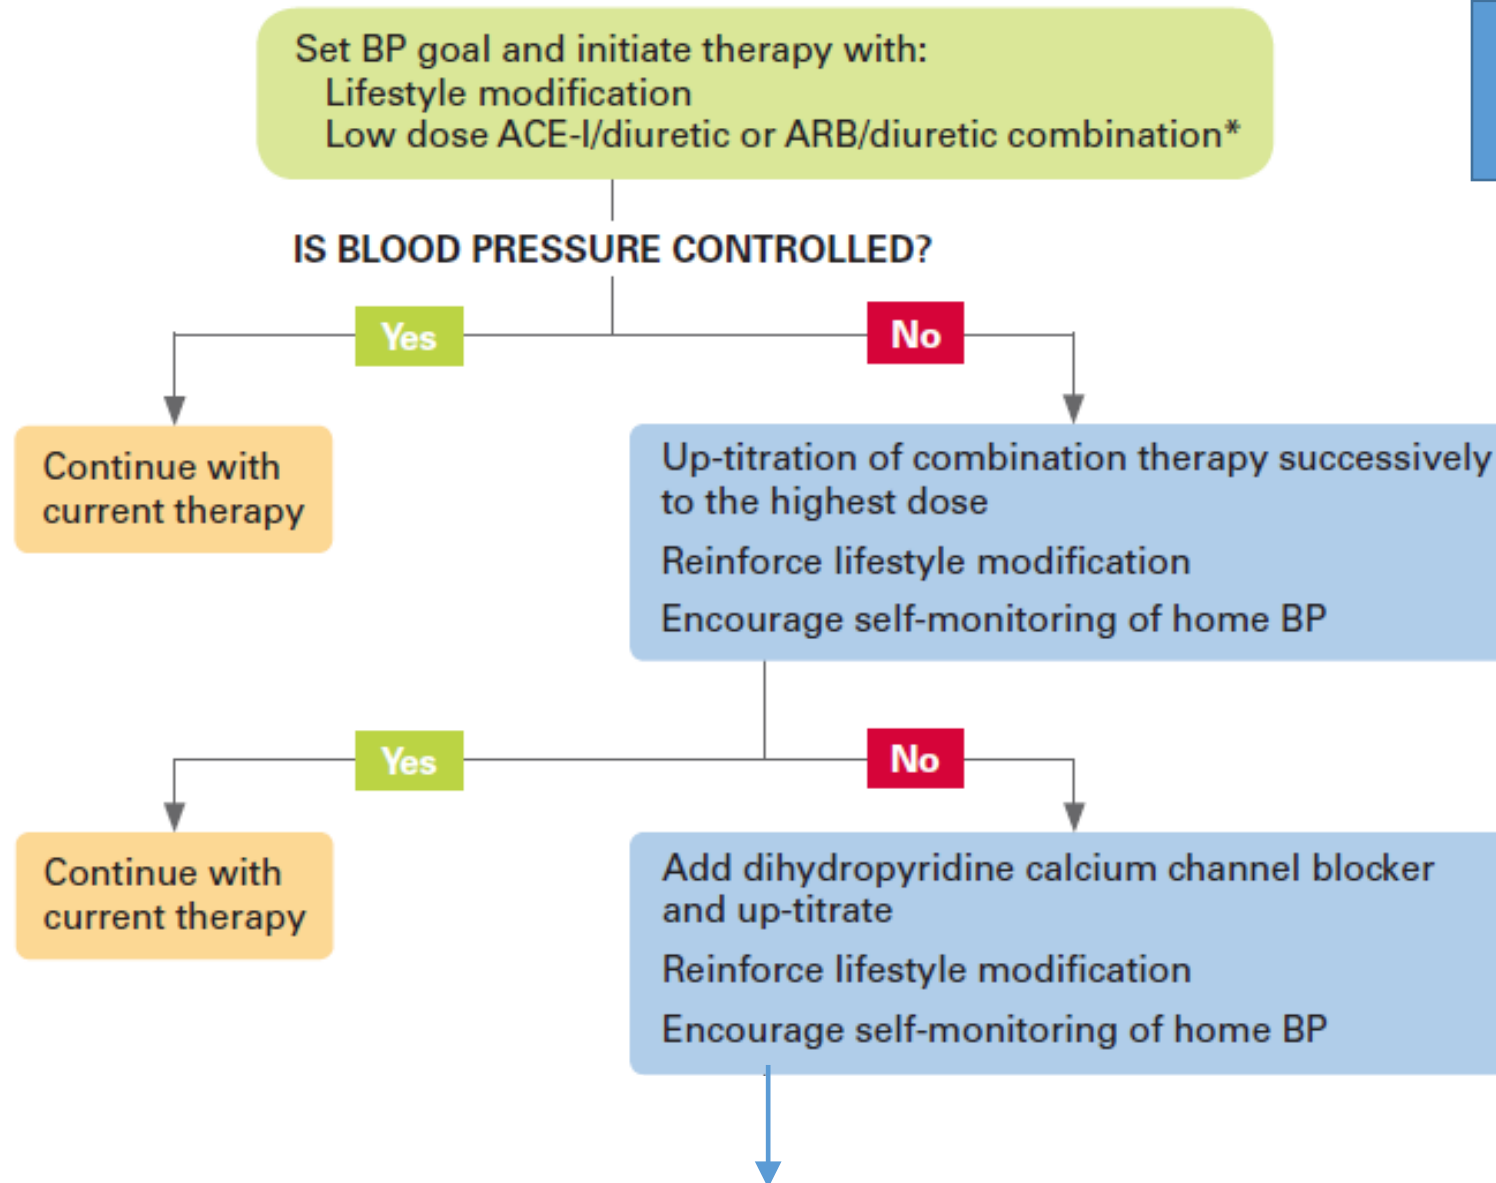 Set BP goal and initiate therapy with:
Lifestyle modification
Low dose ACE-I/diuretic or ARB/diuretic combination*
IS BLOOD PRESSURE CONTROLLED?
Yes
No
Continue with
current therapy
Up-titration of combination therapy successively
to the highest dose
Reinforce lifestyle modification
Encourage self-monitoring of home BP
Yes
No
Continue with
current therapy
Add dihydropyridine calcium channel blocker
and up-titrate
Reinforce lifestyle modification
Encourage self-monitoring of home BP